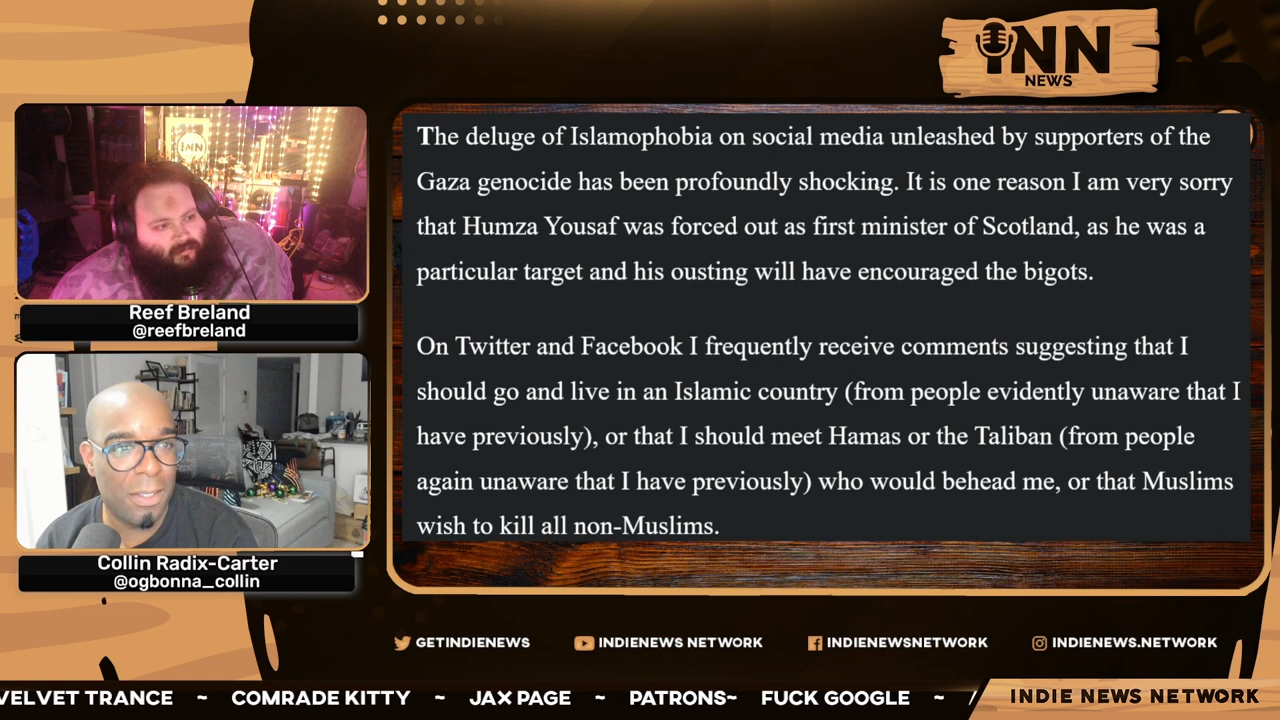 INN
NEWS
The deluge of Islamophobia on social media unleashed by supporters of the
Gaza genocide has been profoundly shocking. It is one reason I am very sorry
that Humza Yousaf was forced out as first minister of Scotland, as he was a
particular target and his ousting will have encouraged the bigots.
On Twitter and Facebook I frequently receive comments suggesting that I
should go and live in an Islamic country (from people evidently unaware that I
have previously), or that I should meet Hamas or the Taliban (from people
again unaware that I have previously) who would behead me, or that Muslims
wish to kill all non-Muslims.
INN
Reef Breland
@reefbreland
Collin Radix-Carter
@ogbonna_collin
GETINDIENEWS
INDIENEWS NETWORK
INDIENEWSNETWORK
INDIENEWS.NETWORK
VELVET TRANCE ~ COMRADE KITTY ~ JAX PAGE ~ PATRONS~ FUCK GOOGLE ~
INDIE NEWS NETWORK